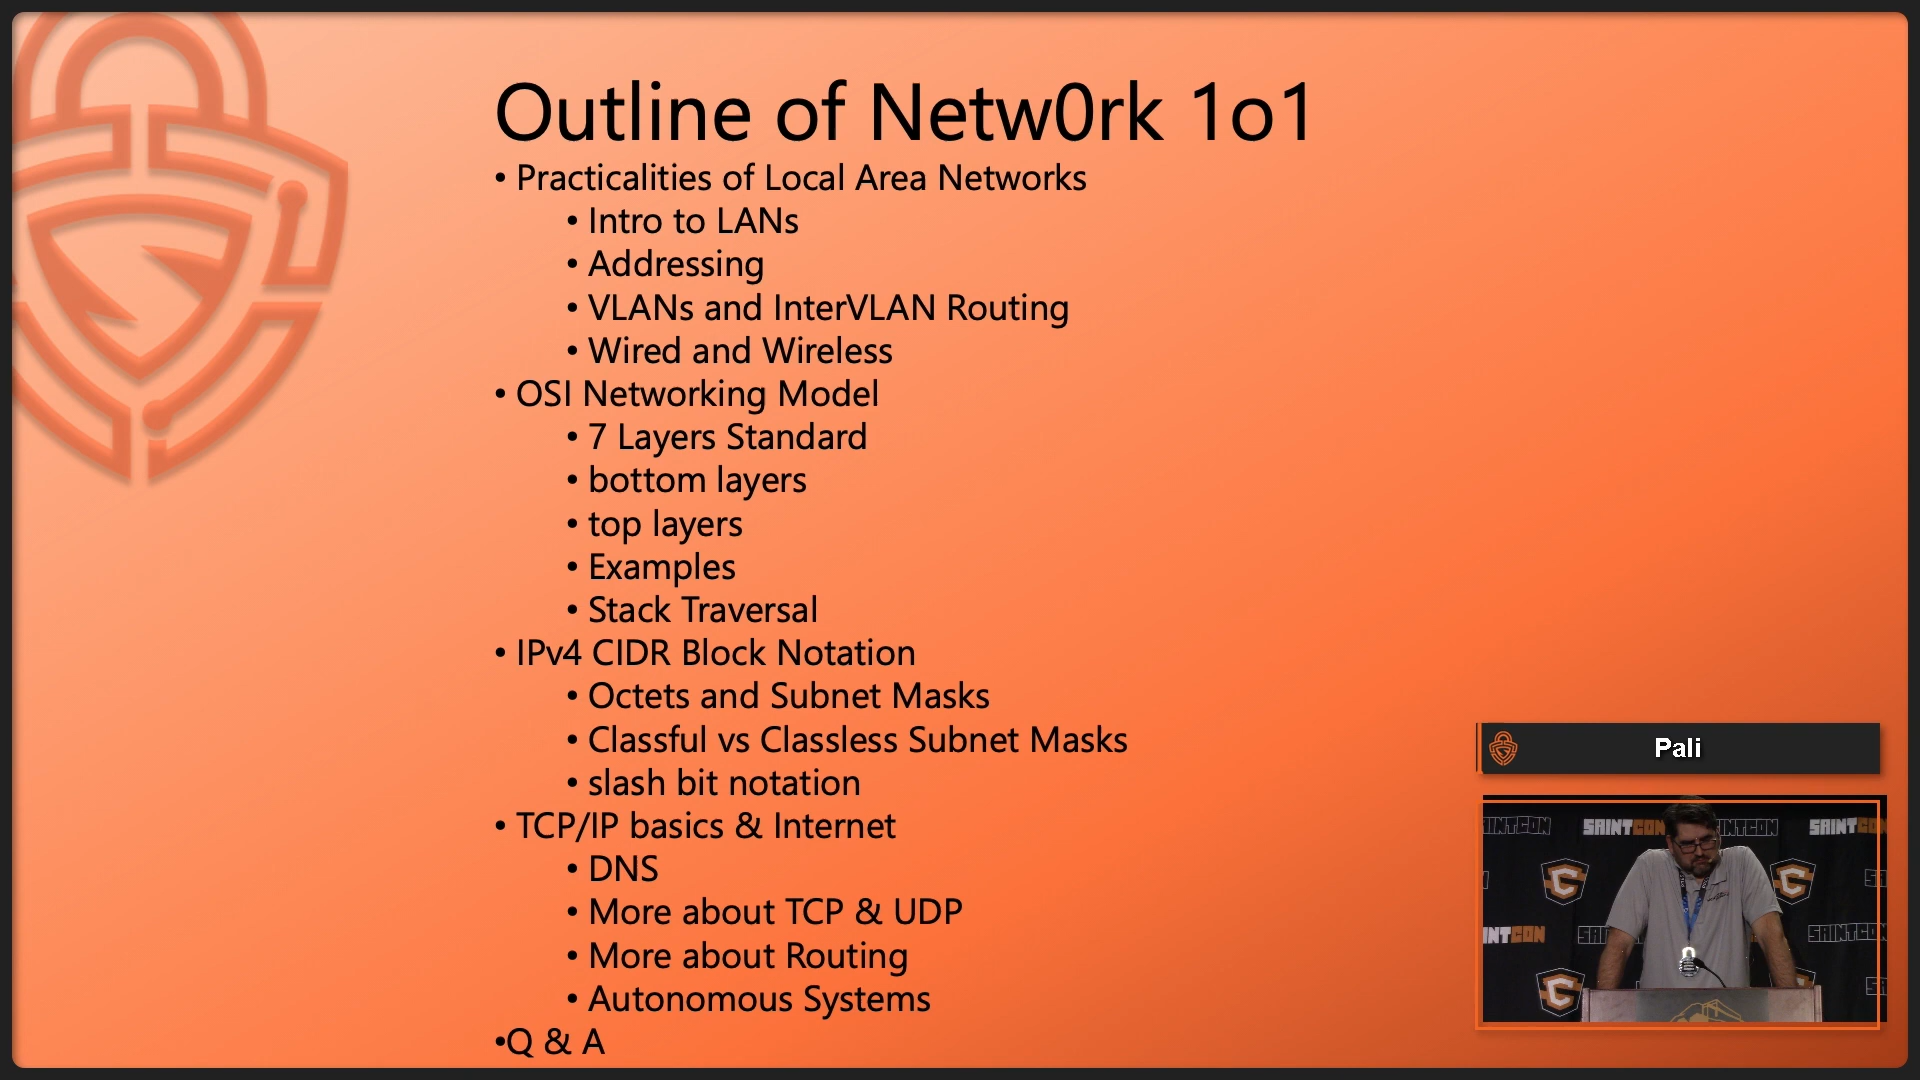 Outline of Netw0rk 1o1
• Practicalities of Local Area Networks
• Intro to LANs
• Addressing
• VLANs and InterVLAN Routing
• Wired and Wireless
• OSI Networking Model
• 7 Layers Standard
• bottom layers
• top layers
• Examples
• Stack Traversal
• IPv4 CIDR Block Notation
• Octets and Subnet Masks
• Classful vs Classless Subnet Masks
• slash bit notation
• TCP/IP basics & Internet
• DNS
• More about TCP & UDP
• More about Routing
• Autonomous Systems
•Q & A
Pali
SAINTCON